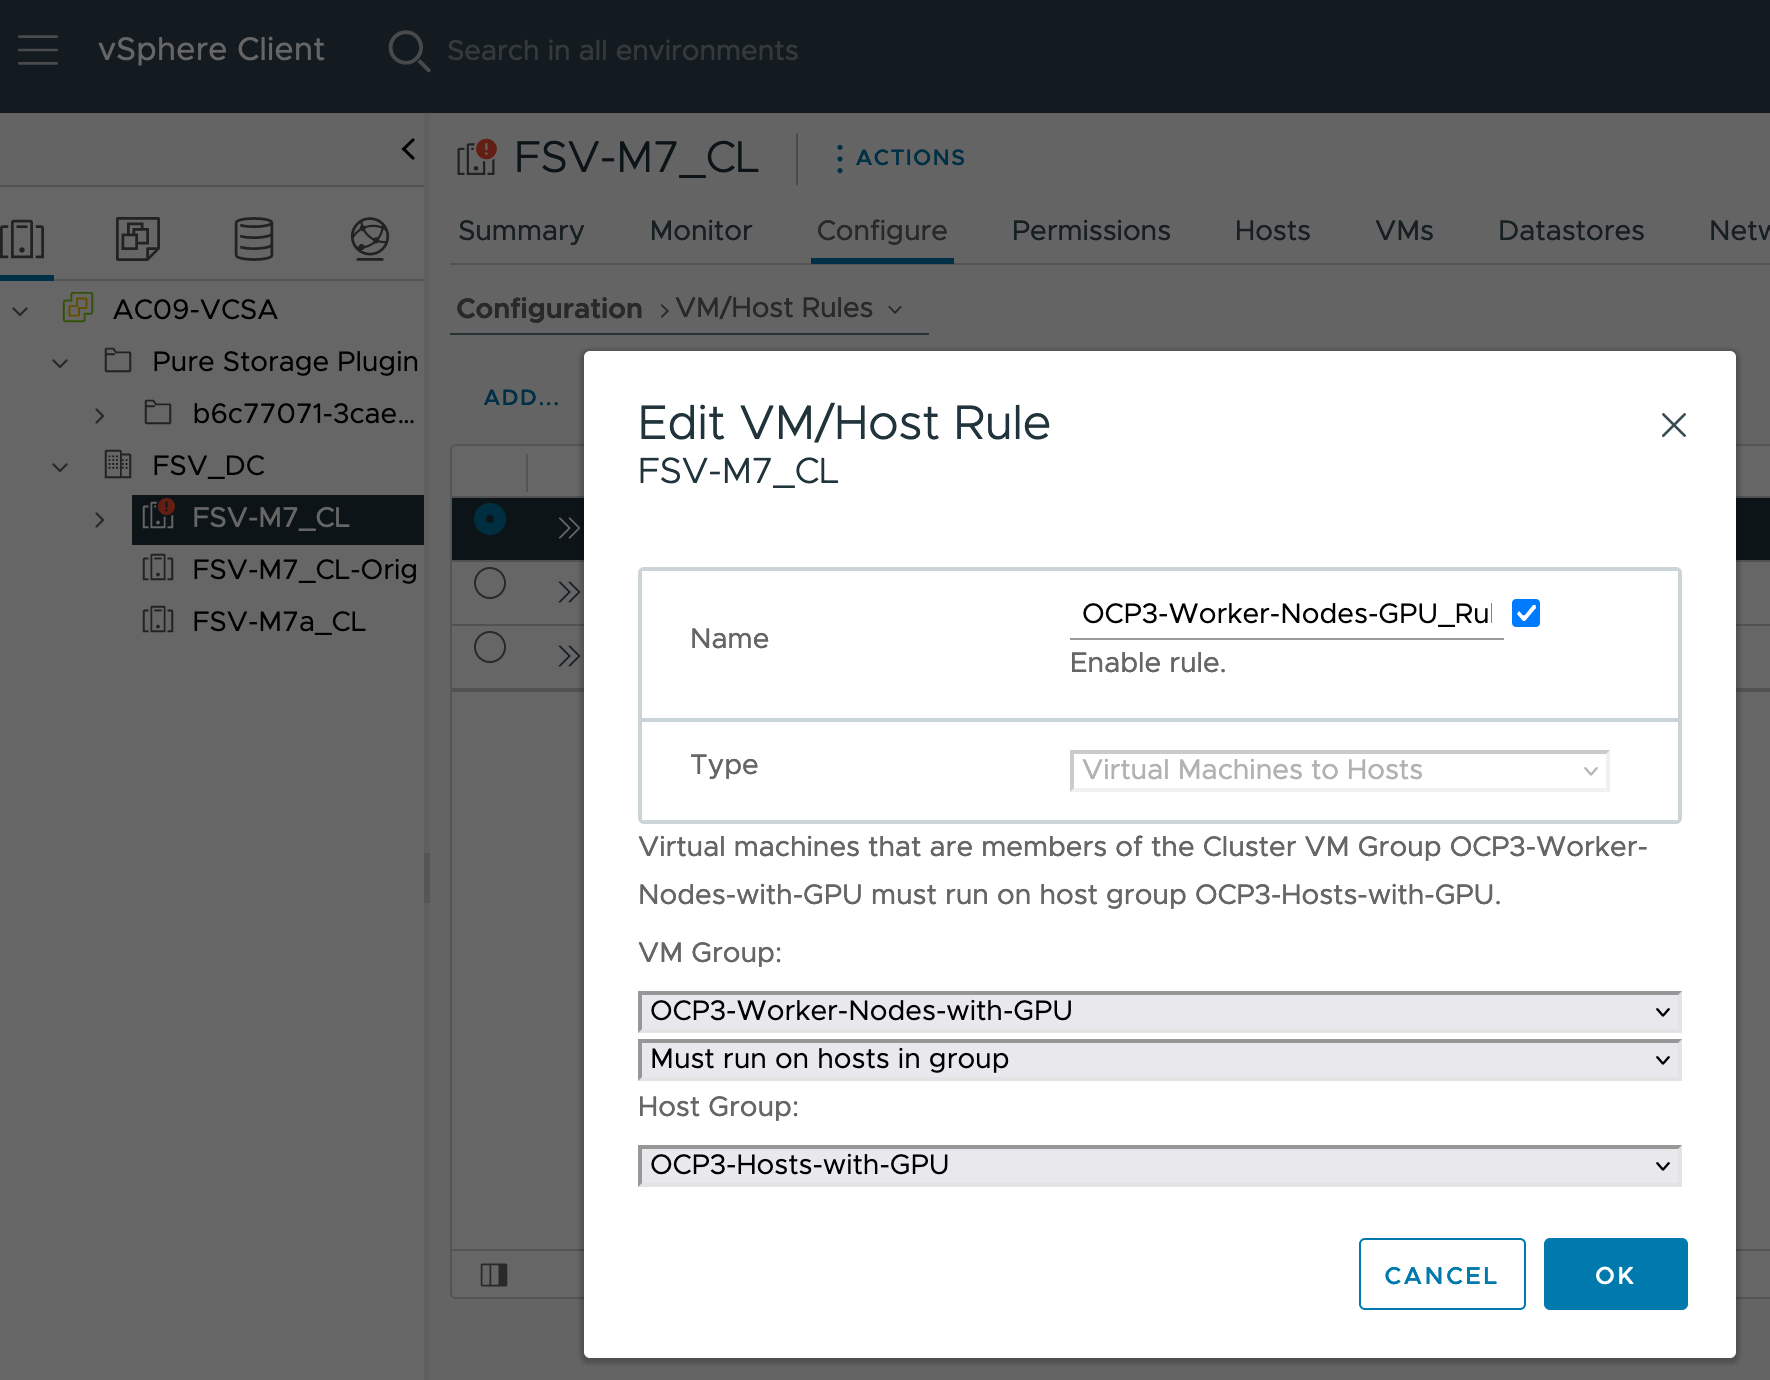 vSphere Client
Search in all environments
FSV-M7_CL
ACTIONS
Summary Monitor Configure Permissions Hosts VMs Datastores
AC09-VCSA
Pure Storage Plugin
b6c77071-3cae...
FSV_DC
FSV-M7_CL
FSV-M7_CL-Orig
FSV-M7a_CL
Configuration > VM/Host Rules
ADD...
Edit VM/Host Rule
FSV-M7_CL
Name
OCP3-Worker-Nodes-GPU_Rul
Enable rule.
Type
Virtual Machines to Hosts
Virtual machines that are members of the Cluster VM Group OCP3-Worker-
Nodes-with-GPU must run on host group OCP3-Hosts-with-GPU.
VM Group:
OCP3-Worker-Nodes-with-GPU
Must run on hosts in group
Host Group:
OCP3-Hosts-with-GPU
CANCEL OK